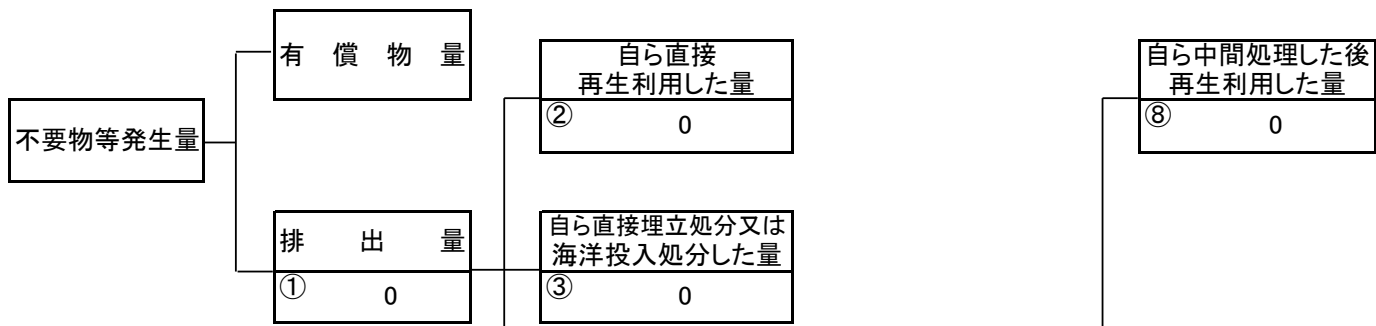 有償物量
自ら直接
再生利用した量
② 0
自ら中間処理した後
再生利用した量
⑧ 0
不要物等発生量
排出量
① 0
自ら直接埋立処分又は
海洋投入処分した量
③ 0